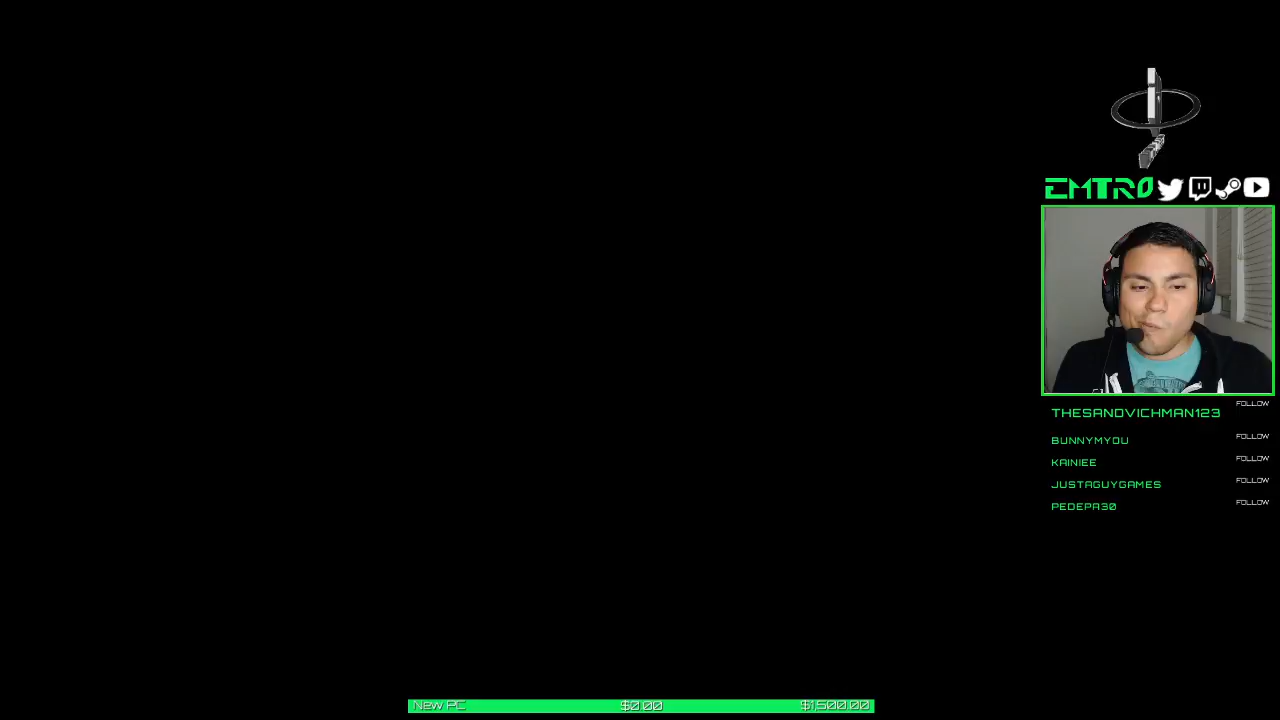 EMTRO
THESANDVICHMAN123 FOLLOW
BUNNYMYOU FOLLOW
KAINIEE FOLLOW
JUSTAGUYGAMES FOLLOW
PEDEPA30 FOLLOW
New PC $0.00 $1,500.00